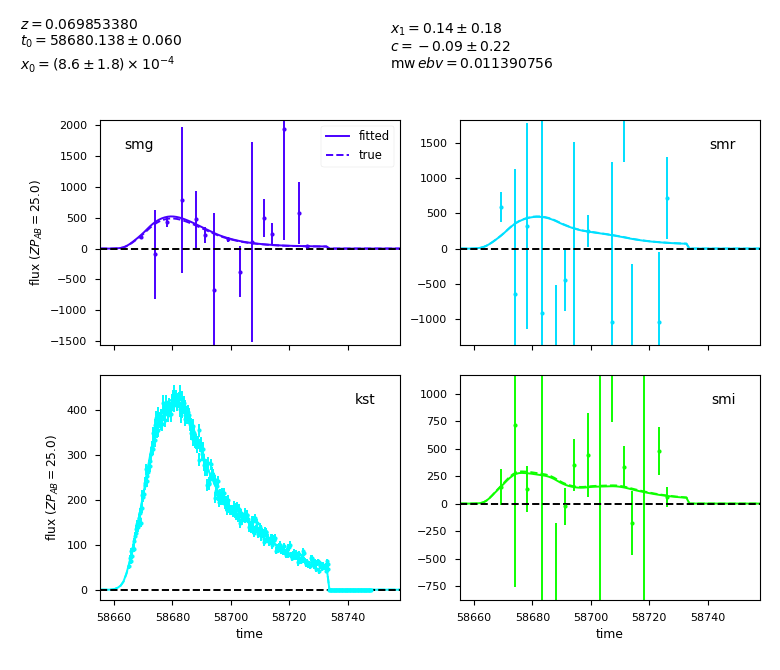 z = 0.069853380
t₀ = 58680.138 ± 0.060
x₀ = (8.6 ± 1.8) × 10⁻⁴
x₁ = 0.14 ± 0.18
c = −0.09 ± 0.22
mw ebv = 0.011390756
smg
fitted
true
2000
1500
1000
500
0
−500
−1000
−1500
flux (ZP_AB = 25.0)
smr
1500
1000
500
0
−500
−1000
kst
400
300
200
100
0
flux (ZP_AB = 25.0)
58660 58680 58700 58720 58740
time
smi
1000
750
500
250
0
−250
−500
−750
58660 58680 58700 58720 58740
time